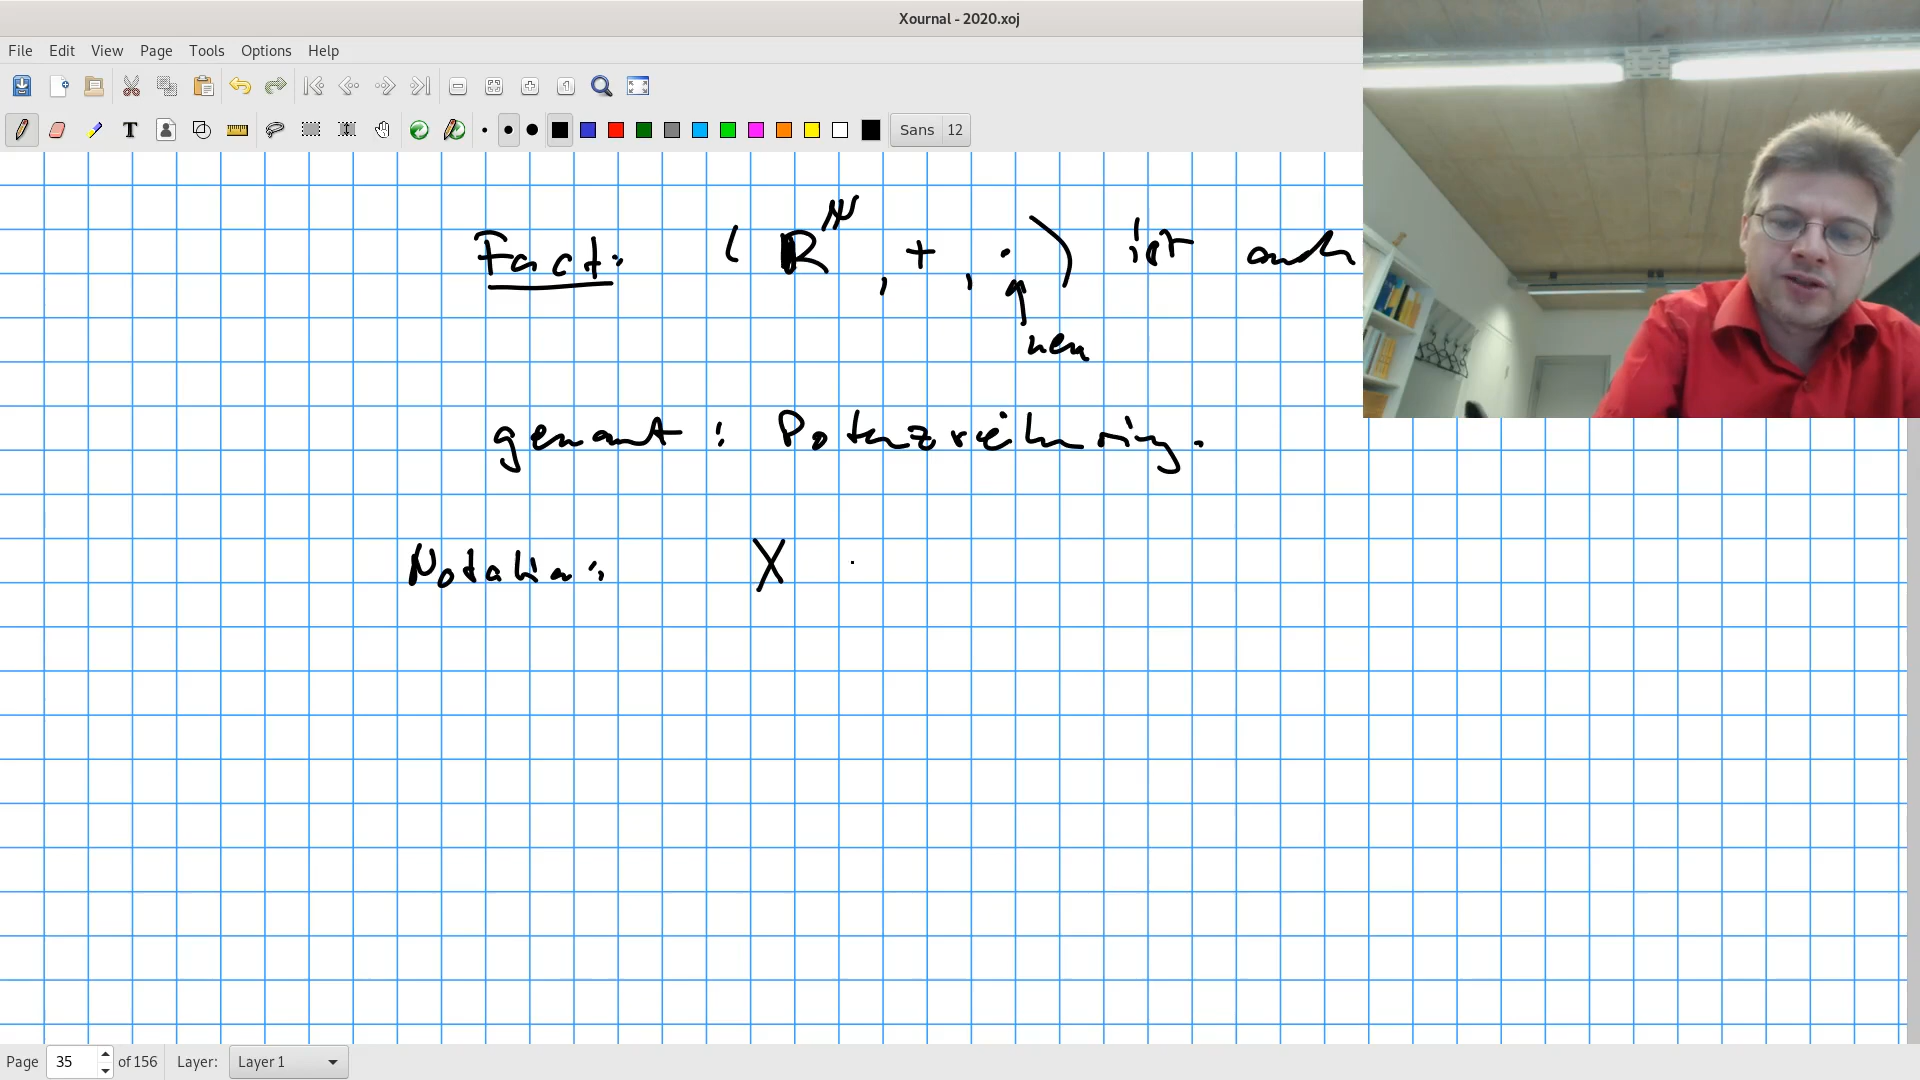 Xournal - 2020.xoj
File Edit View Page Tools Options Help
Sans 12
Fact: ( R^N , + , · ) ist auch
neu
genannt : Potenzreihenring.
Notation: X
Page 35 of 156 Layer: Layer 1